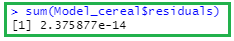 > sum(Model_cereal$residuals)
[1] 2.375877e-14